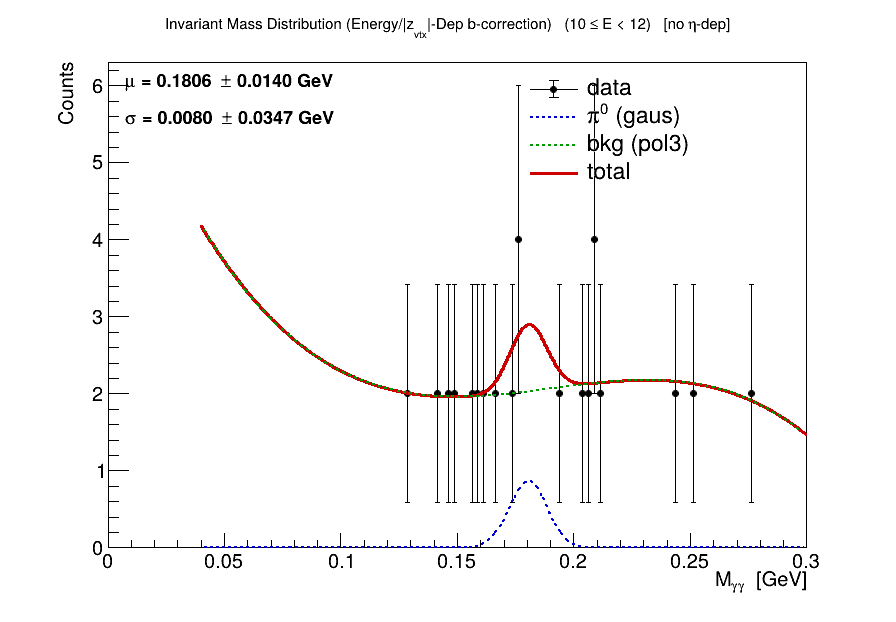 Invariant Mass Distribution (Energy/|z_vtx|-Dep b-correction) (10 ≤ E < 12) [no η-dep]
Counts
μ = 0.1806 ± 0.0140 GeV
σ = 0.0080 ± 0.0347 GeV
data
π⁰ (gaus)
bkg (pol3)
total
6
5
4
3
2
1
0
0 0.05 0.1 0.15 0.2 0.25 0.3
M_γγ [GeV]